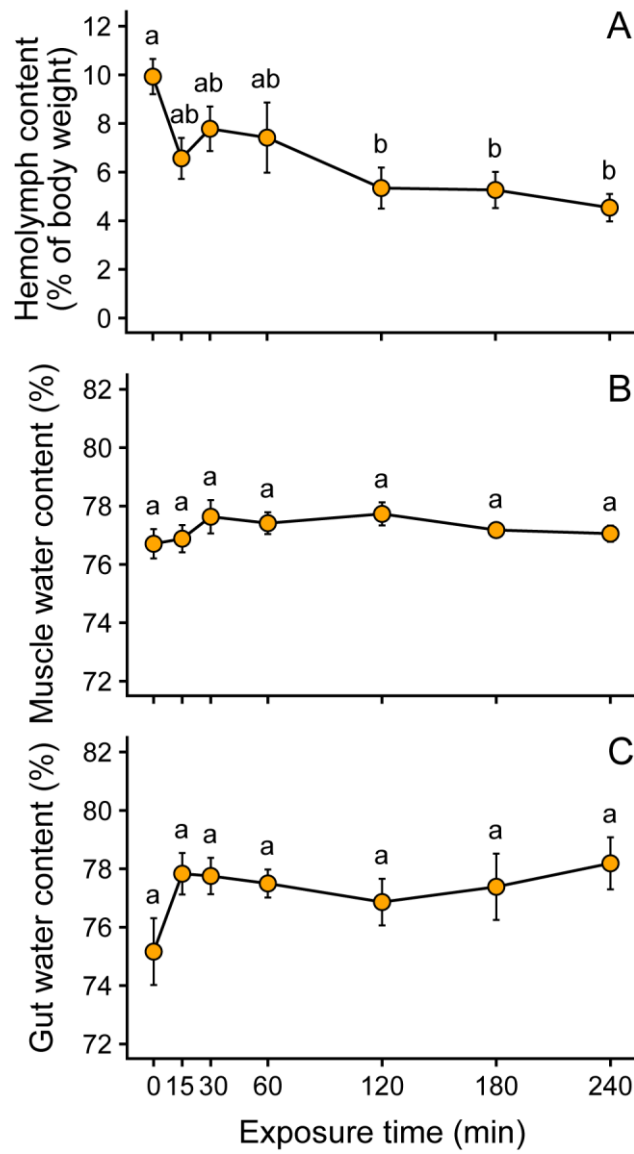 A
Hemolymph content
(% of body weight)
12
10
8
6
4
2
0
a
ab
ab
ab
b
b
b
B
Muscle water content (%)
82
80
78
76
74
72
a
a
a
a
a
a
a
C
Gut water content (%)
82
80
78
76
74
72
a
a
a
a
a
a
a
0 15 30 60 120 180 240
Exposure time (min)